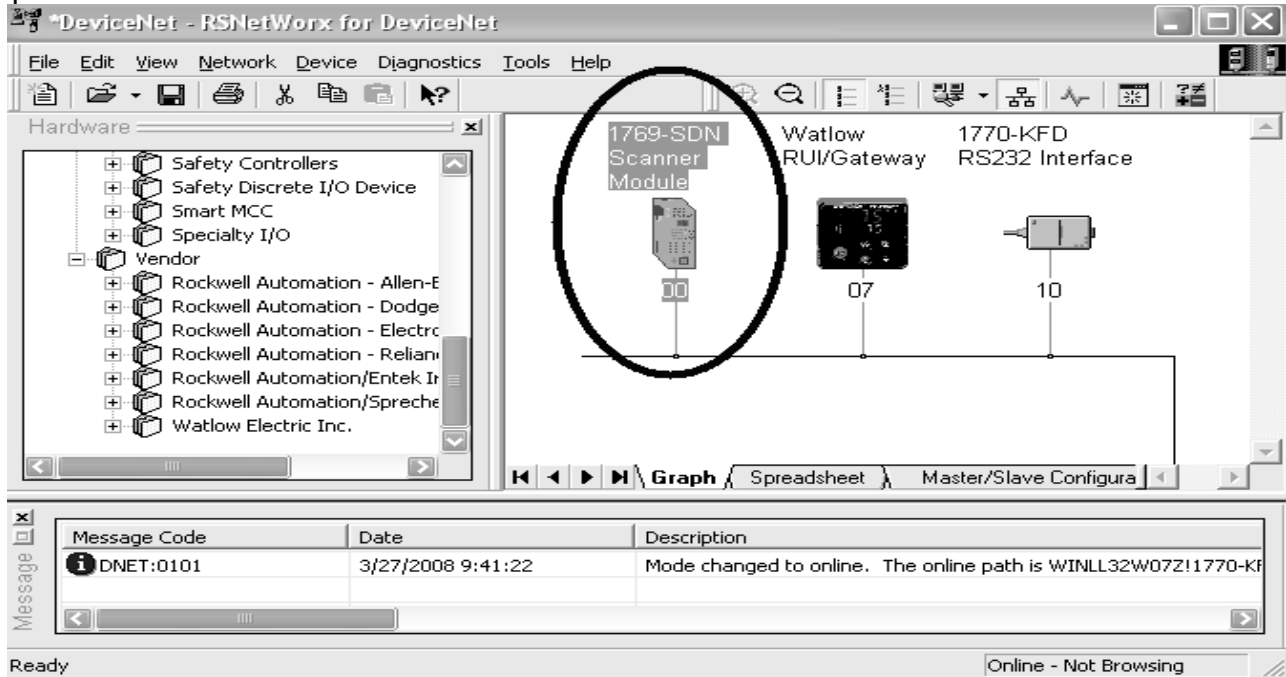 *DeviceNet - RSNetWorx for DeviceNet
File Edit View Network Device Diagnostics Tools Help
Hardware
Safety Controllers
Safety Discrete I/O Device
Smart MCC
Specialty I/O
Vendor
Rockwell Automation - Allen-B
Rockwell Automation - Dodge
Rockwell Automation - Electro
Rockwell Automation - Relian
Rockwell Automation/Entek Ir
Rockwell Automation/Spreche
Watlow Electric Inc.
1769-SDN
Scanner
Module
00
Watlow
RUI/Gateway
07
1770-KFD
RS232 Interface
10
Graph Spreadsheet Master/Slave Configura
Message
Message Code Date Description
DNET:0101 3/27/2008 9:41:22 Mode changed to online. The online path is WINLL32W07Z!1770-KF
Ready Online - Not Browsing